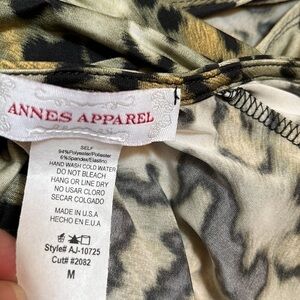 ANNES APPAREL
SELF
94%Polyester/Poliester
6%Spandex/Elastino
HAND WASH COLD WATER
DO NOT BLEACH
HANG OR LINE DRY
NO USAR CLORO
SECAR COLGADO
MADE IN U.S.A
HECHO EN E.U.A
Style# AJ-10725
Cut# #2082
M